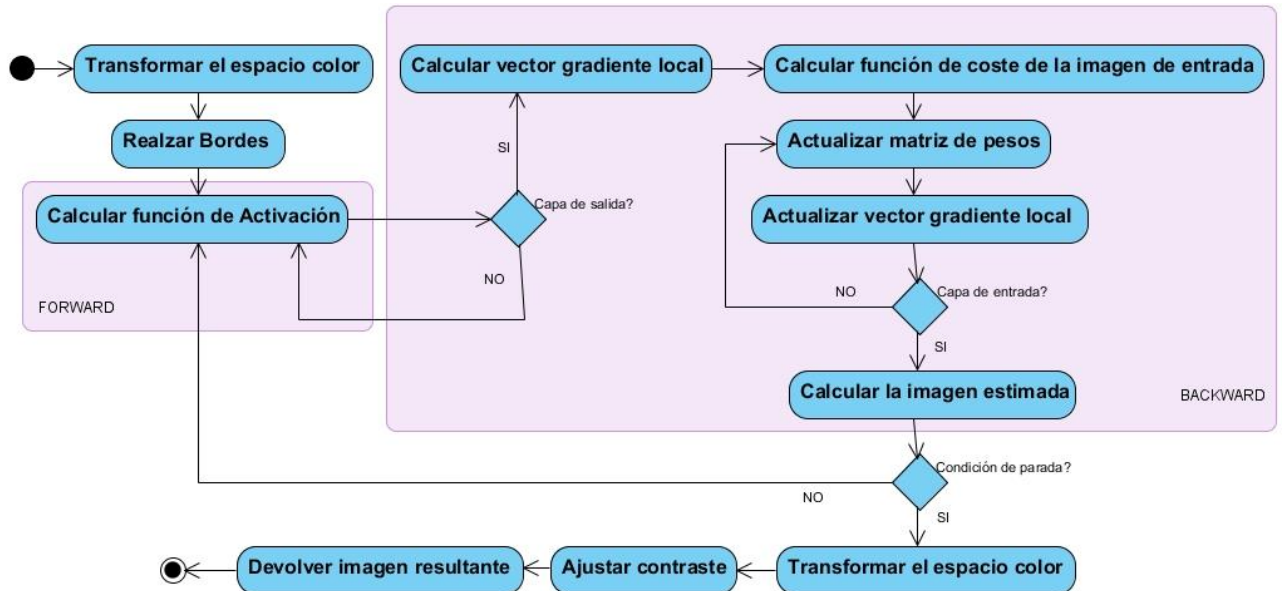 Transformar el espacio color
Calcular vector gradiente local
Calcular función de coste de la imagen de entrada
Realzar Bordes
SI
Actualizar matriz de pesos
Calcular función de Activación
Capa de salida?
Actualizar vector gradiente local
NO
FORWARD
NO
Capa de entrada?
SI
Calcular la imagen estimada
BACKWARD
Condición de parada?
NO
SI
Devolver imagen resultante
Ajustar contraste
Transformar el espacio color